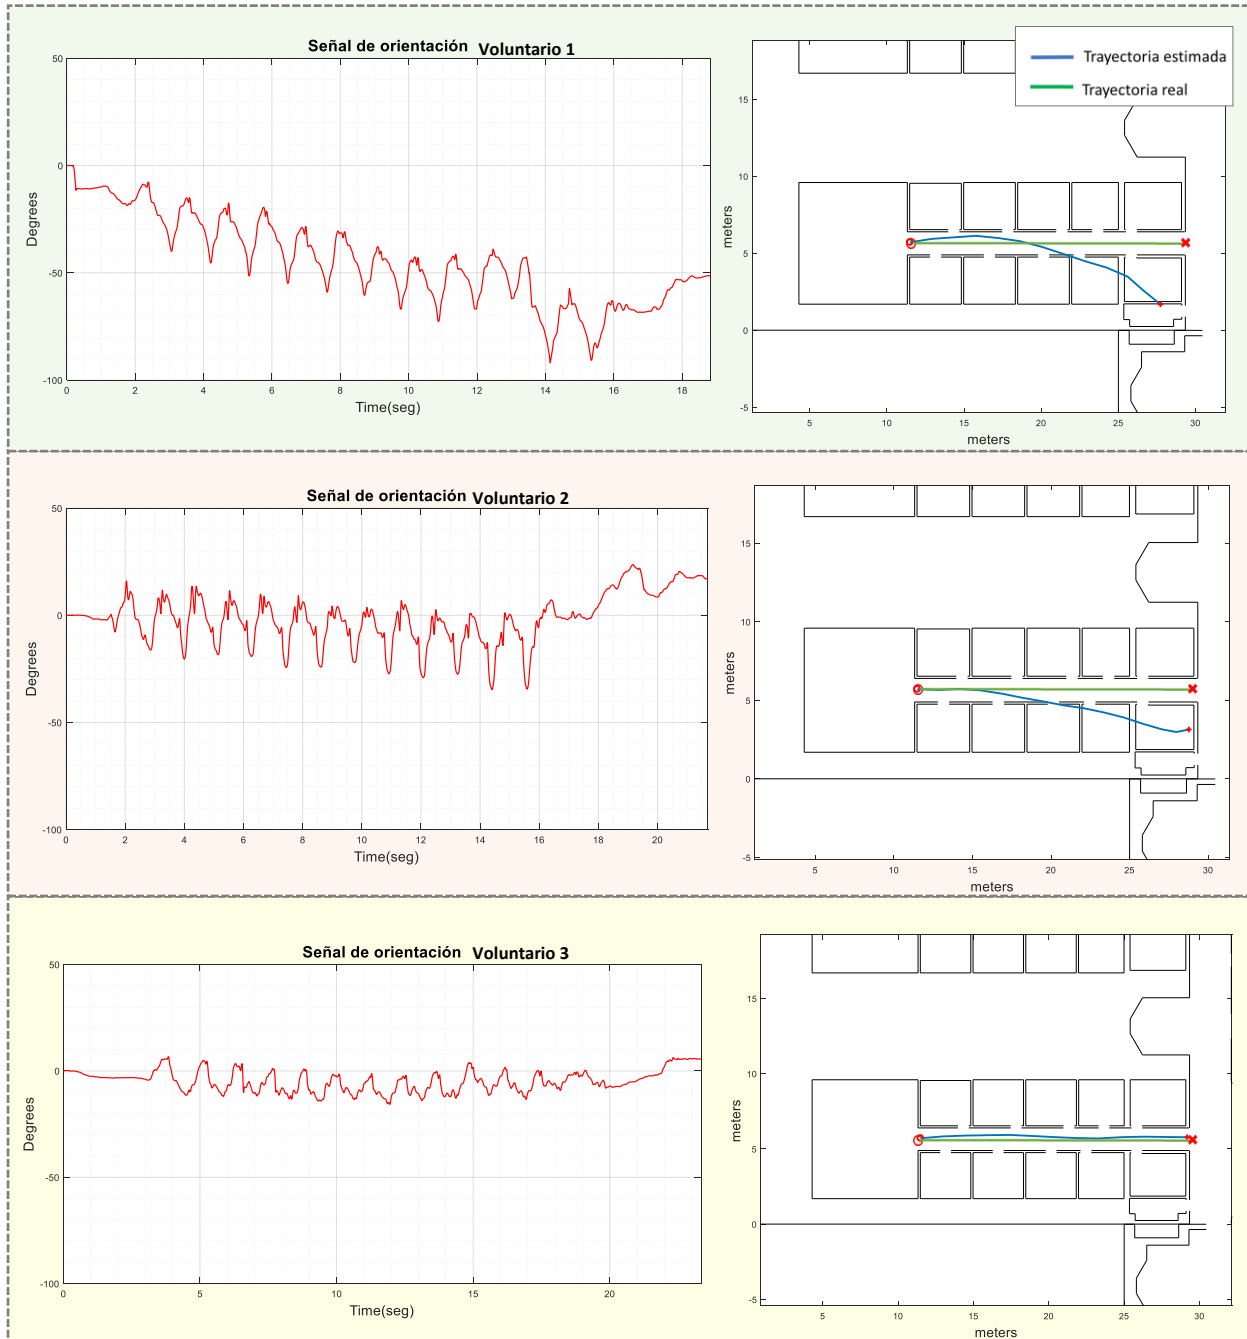 Señal de orientación Voluntario 1
50
0
-50
-100
Degrees
0 2 4 6 8 10 12 14 16 18
Time(seg)
Trayectoria estimada
Trayectoria real
15
10
5
0
-5
meters
5 10 15 20 25 30
meters
Señal de orientación Voluntario 2
50
0
-50
-100
Degrees
0 2 4 6 8 10 12 14 16 18 20
Time(seg)
15
10
5
0
-5
meters
5 10 15 20 25 30
meters
Señal de orientación Voluntario 3
50
0
-50
-100
Degrees
0 5 10 15 20
Time(seg)
15
10
5
0
-5
meters
5 10 15 20 25 30
meters